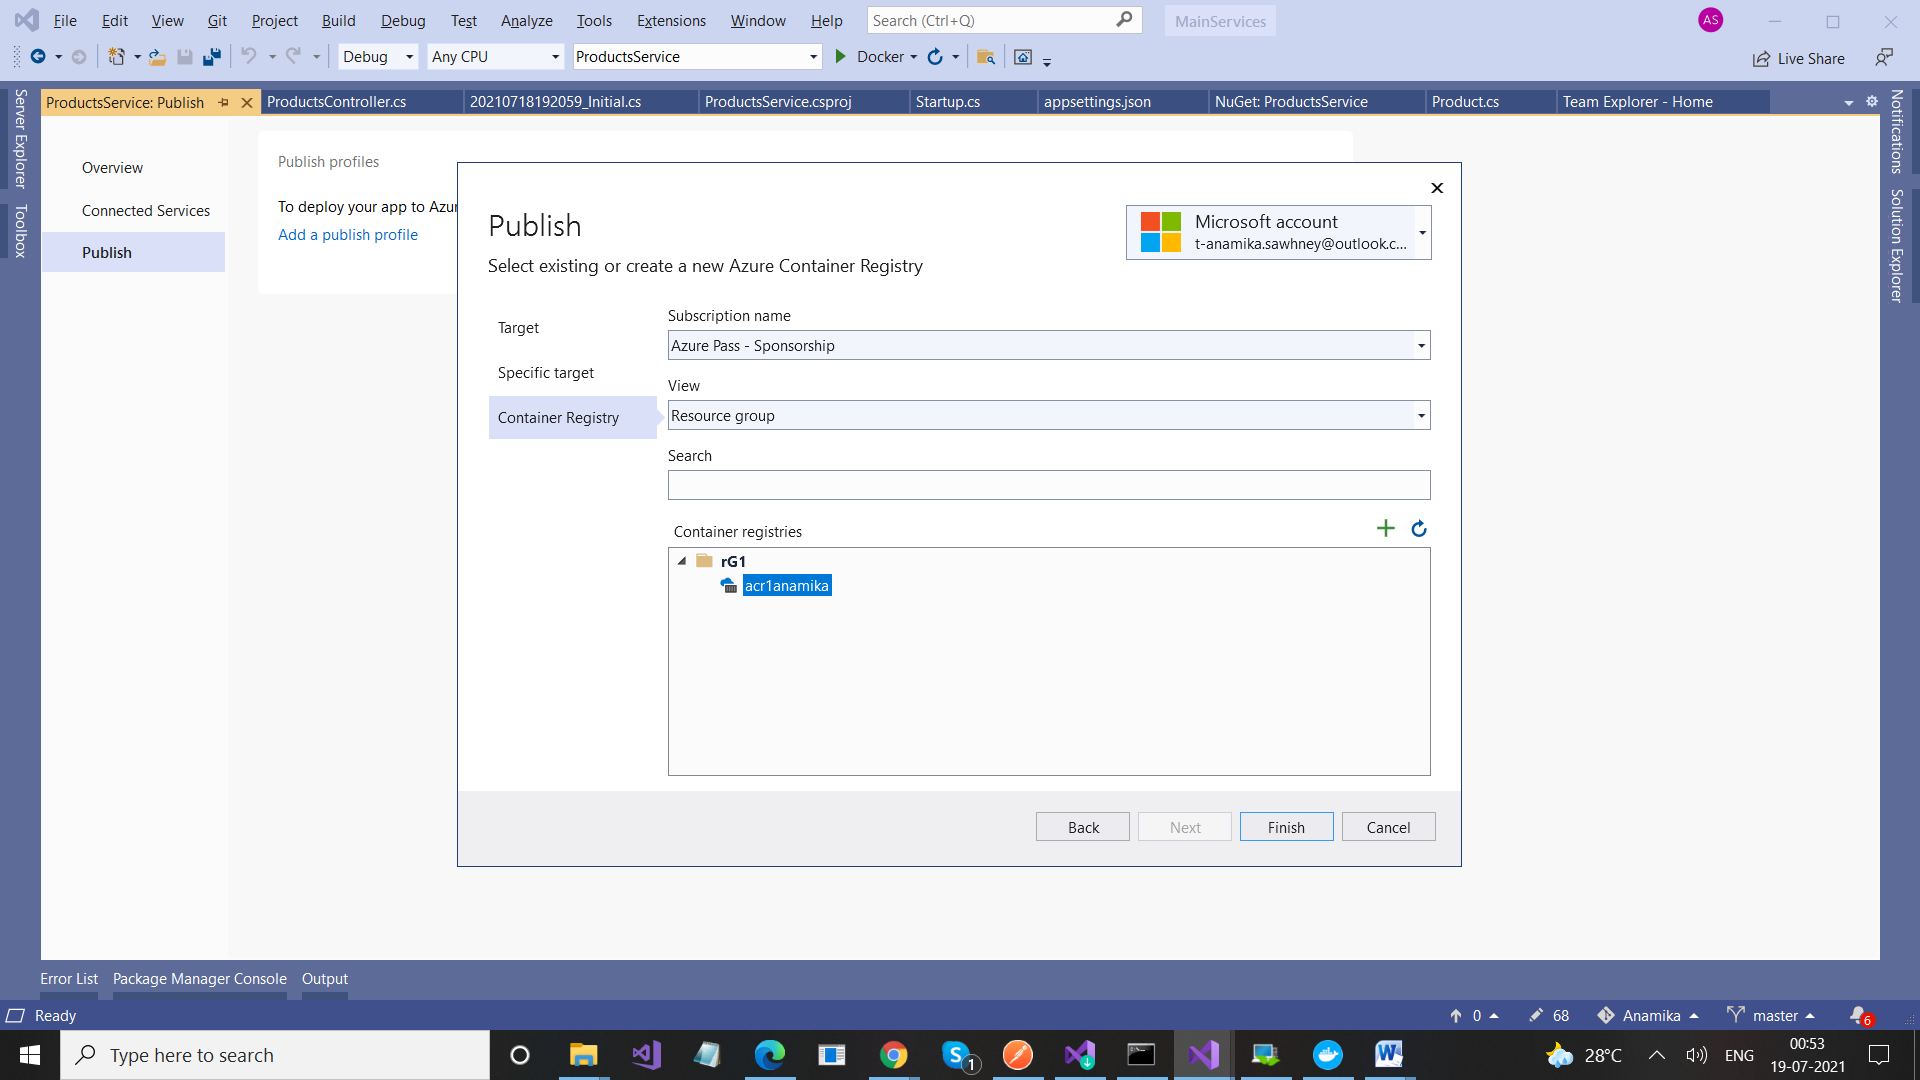 File Edit View Git Project Build Debug Test Analyze Tools Extensions Window Help Search (Ctrl+Q) MainServices AS
Debug Any CPU ProductsService Docker Live Share
ProductsService: Publish ProductsController.cs 20210718192059_Initial.cs ProductsService.csproj Startup.cs appsettings.json NuGet: ProductsService Product.cs Team Explorer - Home
Server Explorer
Toolbox
Notifications
Solution Explorer
Overview
Connected Services
Publish
Publish profiles
To deploy your app to Azur
Add a publish profile
Publish
Select existing or create a new Azure Container Registry
Microsoft account
t-anamika.sawhney@outlook.c...
Target
Specific target
Container Registry
Subscription name
Azure Pass - Sponsorship
View
Resource group
Search
Container registries
rG1
acr1anamika
Back Next Finish Cancel
Error List Package Manager Console Output
Ready 0 68 Anamika master 6
Type here to search S 1 W 28°C ENG 00:53
19-07-2021